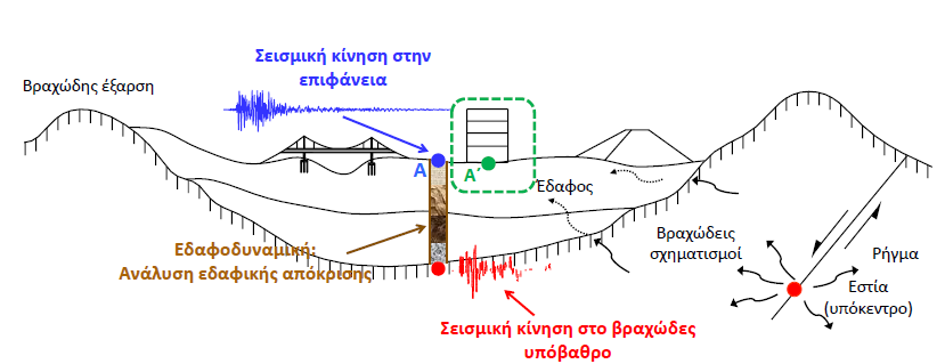 Σεισμική κίνηση στην
επιφάνεια
Βραχώδης έξαρση
A
A΄
Έδαφος
Εδαφοδυναμική:
Ανάλυση εδαφικής απόκρισης
Βραχώδεις
σχηματισμοί
Ρήγμα
Εστία
(υπόκεντρο)
Σεισμική κίνηση στο βραχώδες
υπόβαθρο